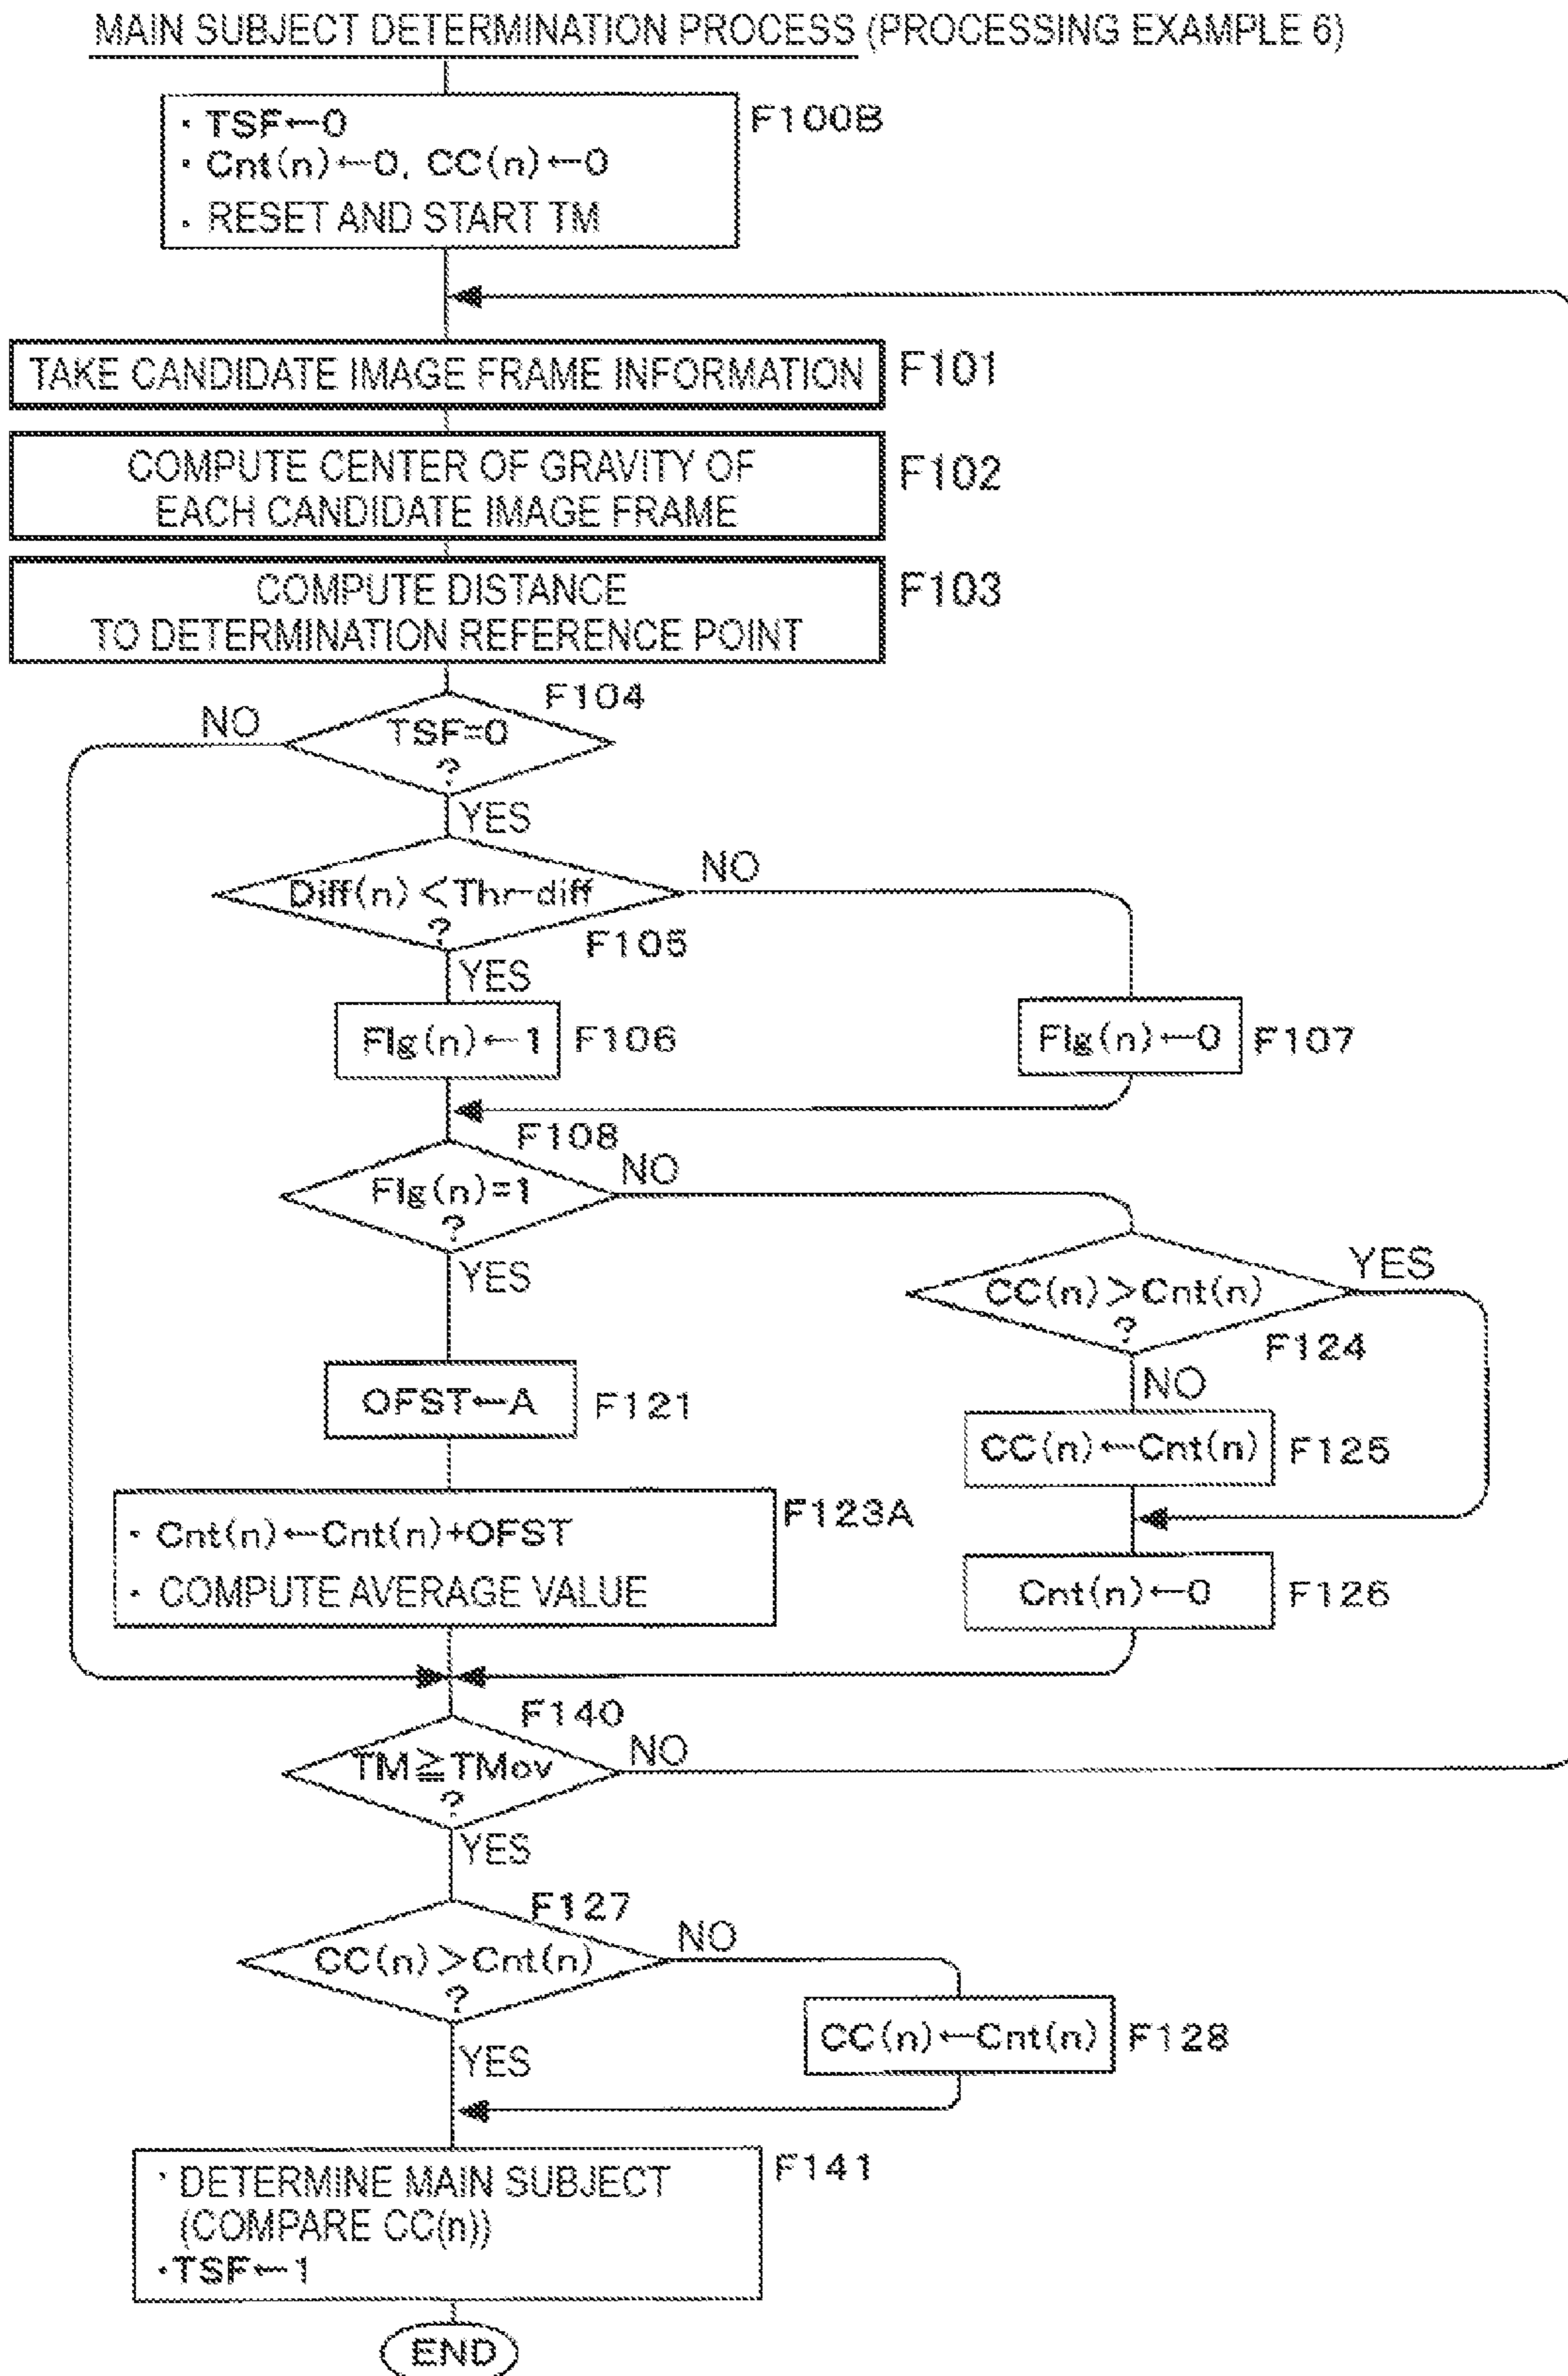 MAIN SUBJECT DETERMINATION PROCESS (PROCESSING EXAMPLE 6)
F100B
・TSF←0
・Cnt(n)←0, CC(n)←0
・RESET AND START TM
TAKE CANDIDATE IMAGE FRAME INFORMATION F101
COMPUTE CENTER OF GRAVITY OF
EACH CANDIDATE IMAGE FRAME
F102
COMPUTE DISTANCE
TO DETERMINATION REFERENCE POINT
F103
F104
NO
TSF=0
?
YES
NO
Diff(n)<Thr-diff
?
F105
YES
Flg(n)←1 F106
Flg(n)←0 F107
F108
NO
Flg(n)=1
?
YES
YES
CC(n)>Cnt(n)
?
F124
NO
OFST←A F121
CC(n)←Cnt(n) F125
F123A
・Cnt(n)←Cnt(n)+OFST
・COMPUTE AVERAGE VALUE
Cnt(n)←0 F126
F140
TM≧TMov
?
NO
YES
F127
NO
CC(n)>Cnt(n)
?
CC(n)←Cnt(n) F128
YES
F141
・DETERMINE MAIN SUBJECT
(COMPARE CC(n))
・TSF←1
END